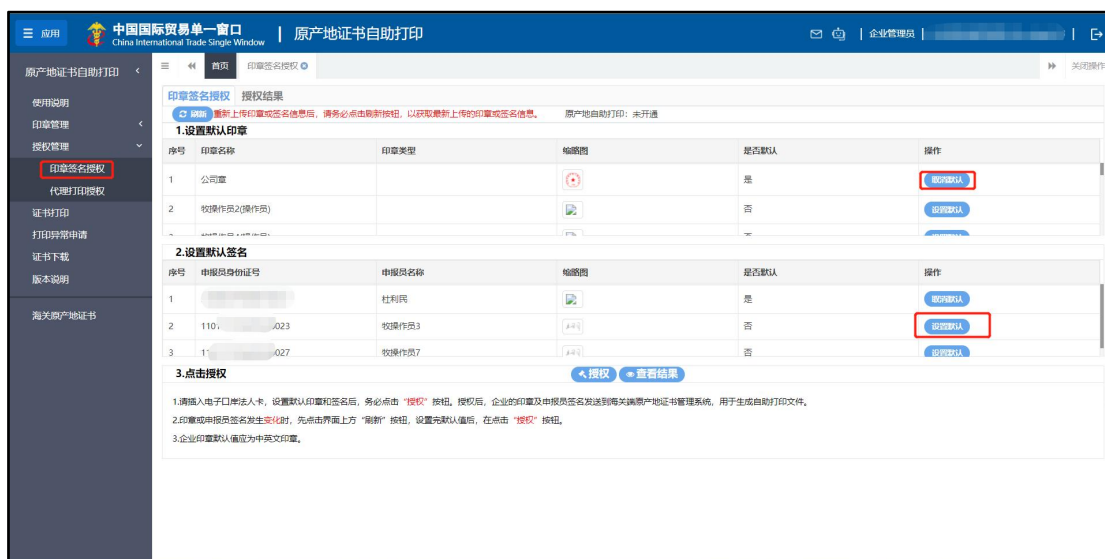 应用 中国国际贸易单一窗口 | 原产地证书自助打印 企业管理员
China International Trade Single Window
原产地证书自助打印
首页 印章签名授权 关闭操作
使用说明
印章管理
授权管理
印章签名授权
代理打印授权
证书打印
打印异常申请
证书下载
版本说明
海关原产地证书
印章签名授权 授权结果
刷新 重新上传印章或签名信息后，请务必点击刷新按钮，以获取最新上传的印章或签名信息。 原产地自助打印：未开通
1.设置默认印章
序号 印章名称 印章类型 缩略图 是否默认 操作
1 公司章 是 取消默认
2 牧操作员2(操作员) 否 设置默认
2.设置默认签名
序号 申报员身份证号 申报员名称 缩略图 是否默认 操作
1 杜利民 是 取消默认
2 110 023 牧操作员3 否 设置默认
3 11 027 牧操作员7 否 设置默认
3.点击授权 授权 查看结果
1.请插入电子口岸法人卡，设置默认印章和签名后，务必点击“授权”按钮。授权后，企业的印章及申报员签名发送到海关端原产地证书管理系统，用于生成自助打印文件。
2.印章或申报员签名发生变化时，先点击界面上方“刷新”按钮，设置完默认值后，在点击“授权”按钮。
3.企业印章默认值应为中英文印章。